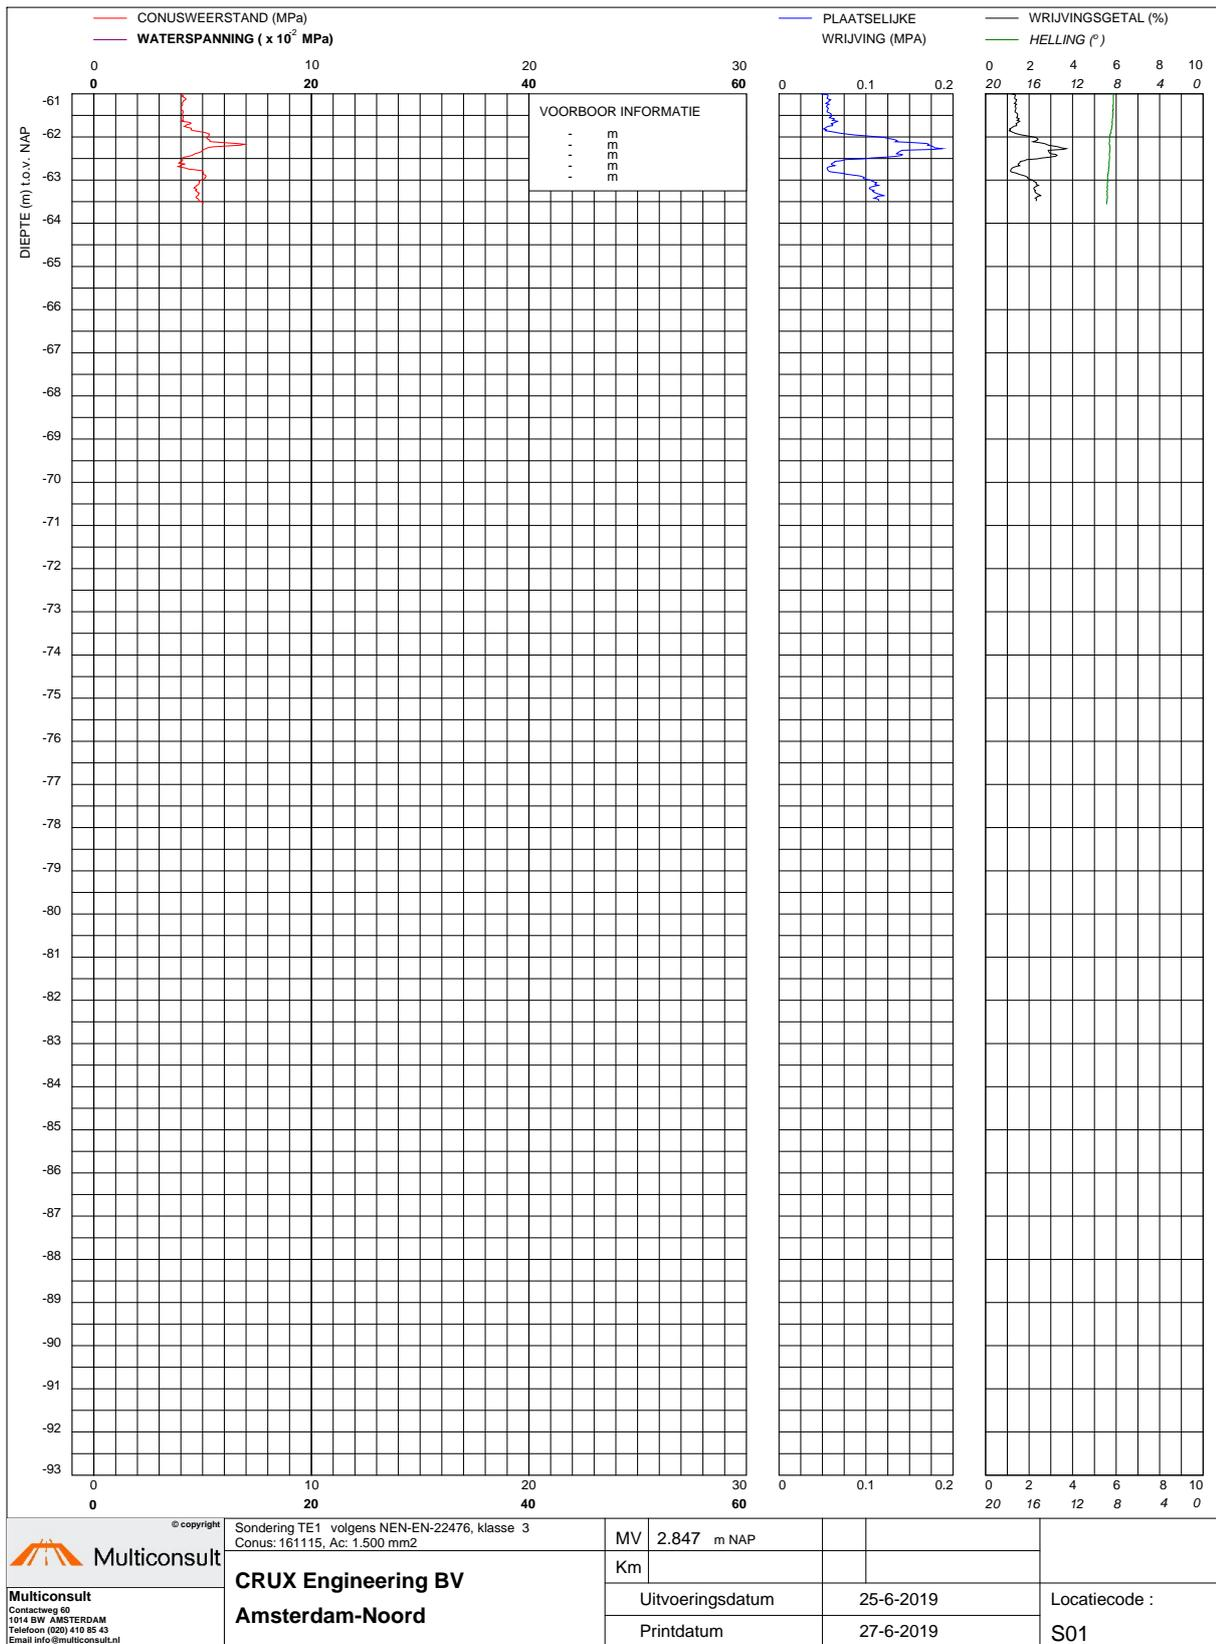 CONUSWEERSTAND (MPa)
WATERSPANNING ( x 10-2 MPa)
PLAATSELIJKE
WRIJVING (MPA)
WRIJVINGSGETAL (%)
HELLING (º )
0 10 20 30
0 20 40 60
0 0.1 0.2
0 2 4 6 8 10
20 16 12 8 4 0
DIEPTE (m) t.o.v. NAP
VOORBOOR INFORMATIE
- m
- m
- m
- m
- m
-61
-62
-63
-64
-65
-66
-67
-68
-69
-70
-71
-72
-73
-74
-75
-76
-77
-78
-79
-80
-81
-82
-83
-84
-85
-86
-87
-88
-89
-90
-91
-92
-93
0 10 20 30
0 20 40 60
0 0.1 0.2
0 2 4 6 8 10
20 16 12 8 4 0
© copyright
Multiconsult
Multiconsult
Contactweg 60
1014 BW AMSTERDAM
Telefoon (020) 410 85 43
Email info@multiconsult.nl
Sondering TE1 volgens NEN-EN-22476, klasse 3
Conus: 161115, Ac: 1.500 mm2
CRUX Engineering BV
Amsterdam-Noord
MV 2.847 m NAP
Km
Uitvoeringsdatum 25-6-2019
Printdatum 27-6-2019
Locatiecode :
S01